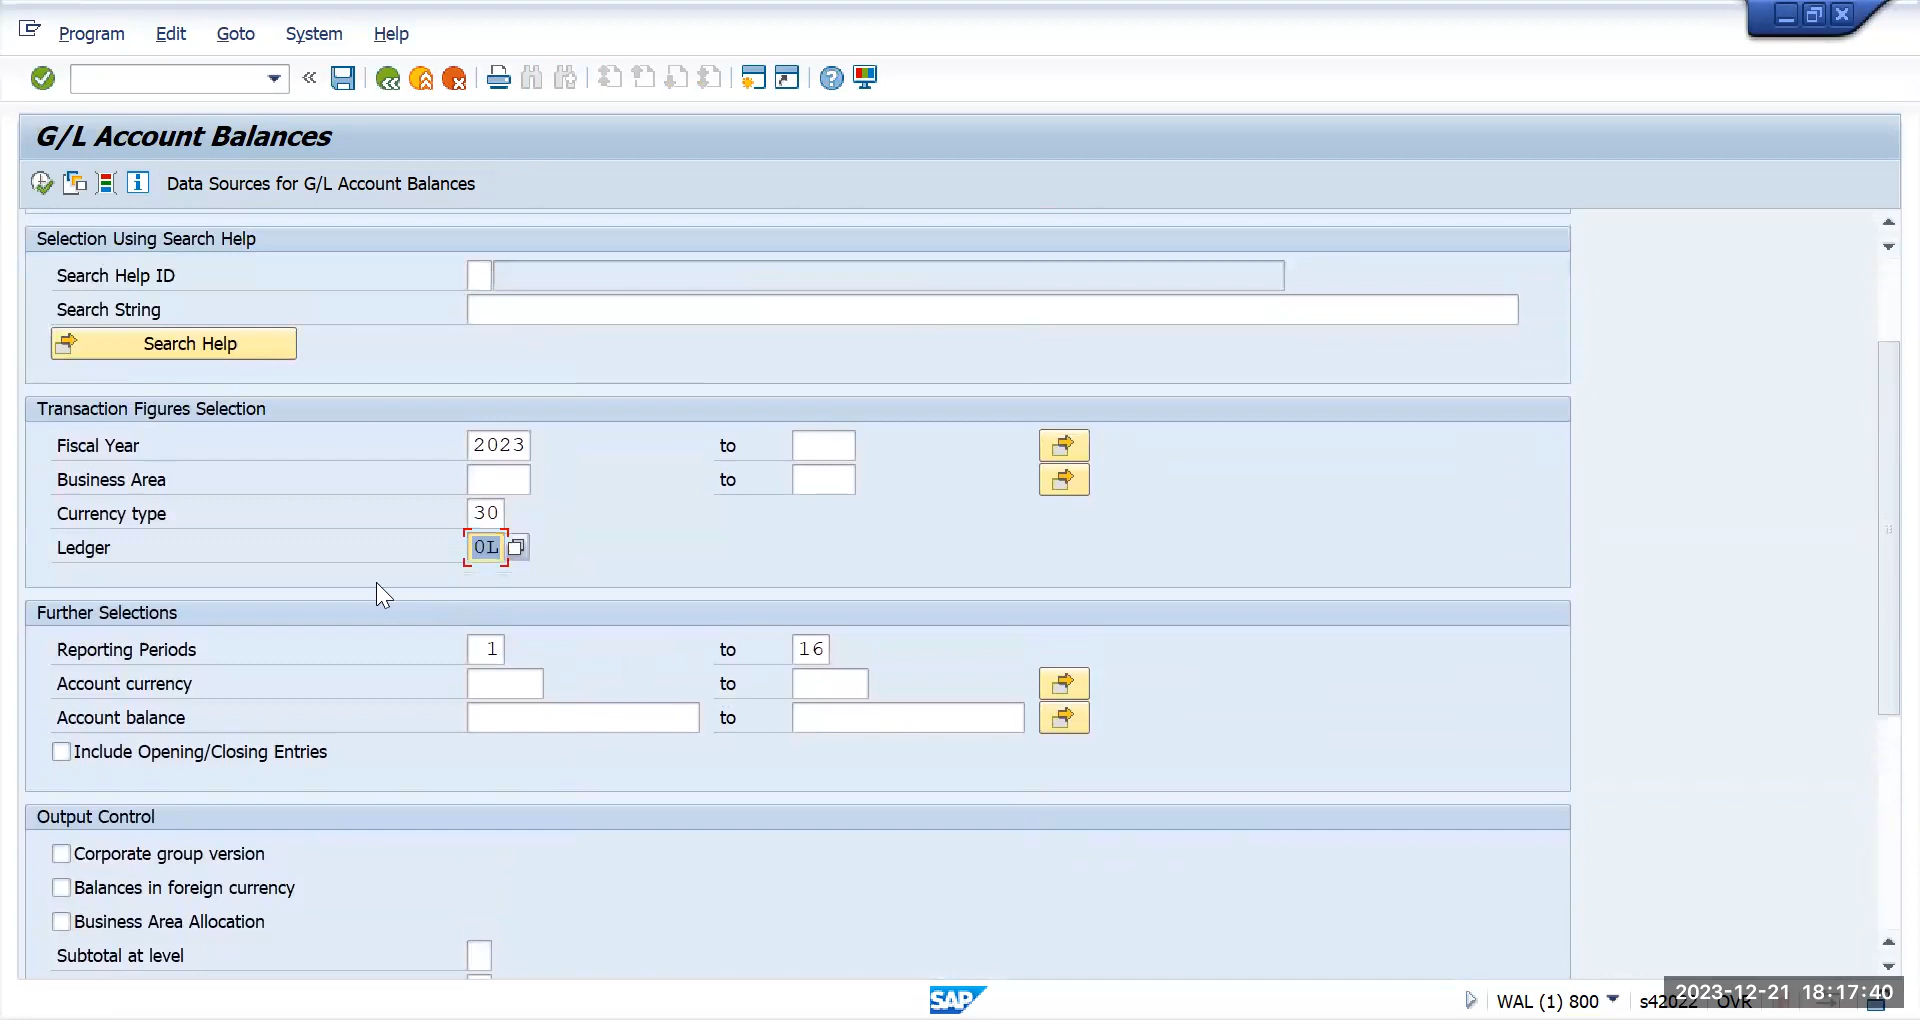 Program Edit Goto System Help
G/L Account Balances
Data Sources for G/L Account Balances
Selection Using Search Help
Search Help ID
Search String
Search Help
Transaction Figures Selection
Fiscal Year 2023 to
Business Area to
Currency type 30
Ledger 0L
Further Selections
Reporting Periods 1 to 16
Account currency to
Account balance to
Include Opening/Closing Entries
Output Control
Corporate group version
Balances in foreign currency
Business Area Allocation
Subtotal at level
SAP WAL (1) 800 s42022 OVR
2023-12-21 18:17:40